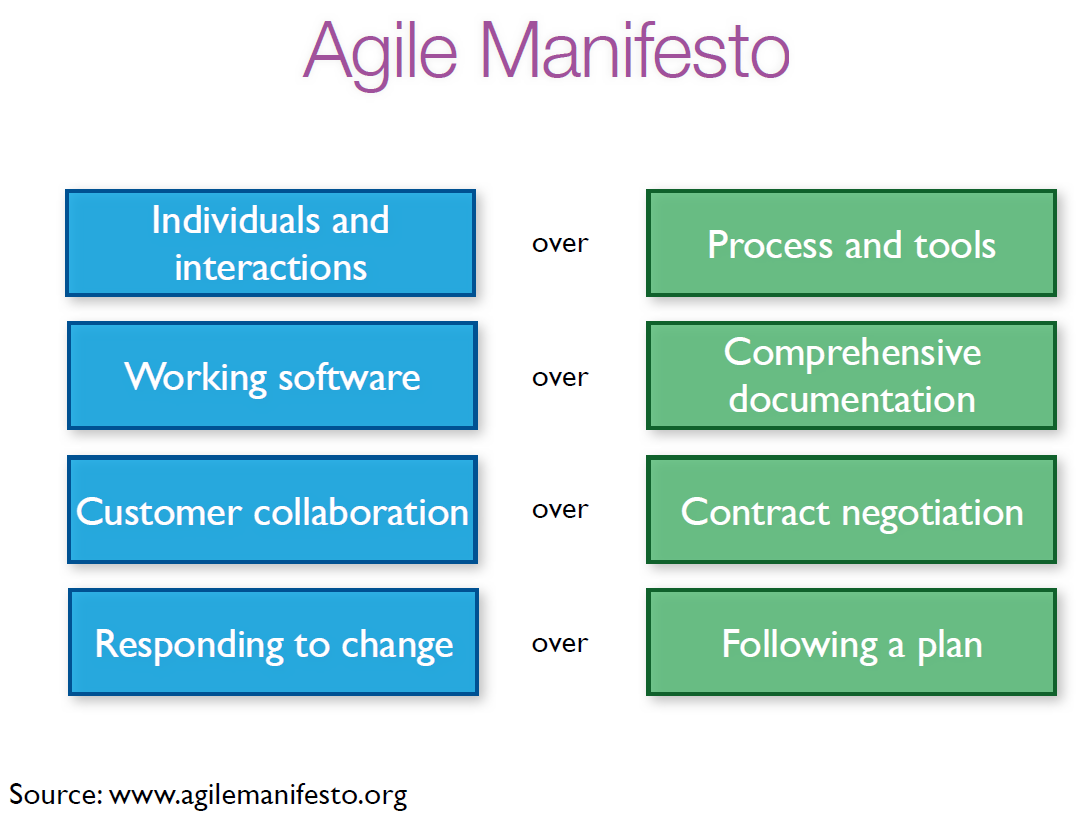 Agile Manifesto
Individuals and
interactions
over
Process and tools
Working software
over
Comprehensive
documentation
Customer collaboration
over
Contract negotiation
Responding to change
over
Following a plan
Source: www.agilemanifesto.org